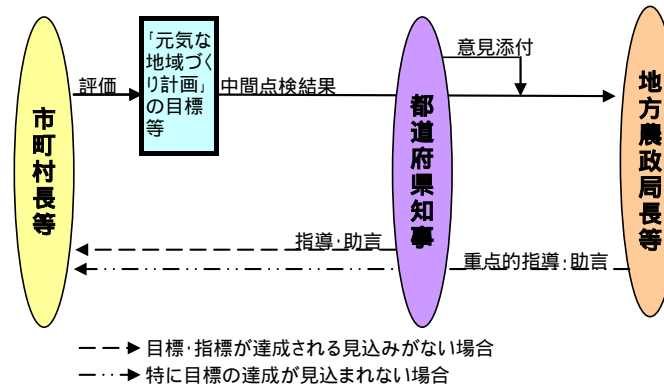 「元気な
地域づく
り計画」
の目標
等
意見添付
評価
中間点検結果
市町村長等
都道府県知事
地方農政局長等
指導・助言
重点的指導・助言
目標・指標が達成される見込みがない場合
特に目標の達成が見込まれない場合